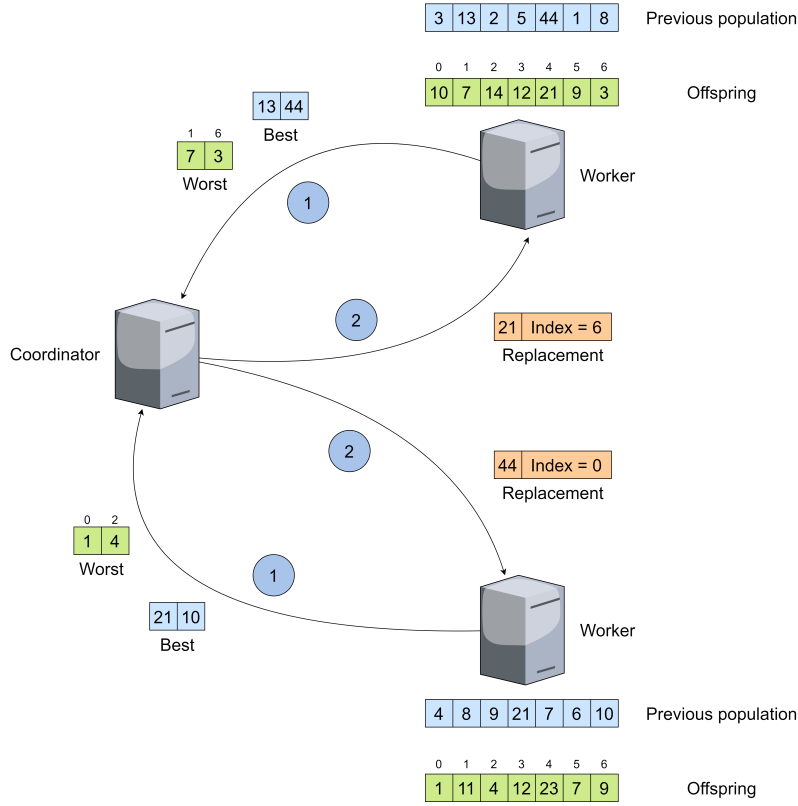 3 13 2 5 44 1 8 Previous population
0 1 2 3 4 5 6
10 7 14 12 21 9 3 Offspring
13 44
Best
1 6
7 3
Worst
Worker
1
2
21 Index = 6
Replacement
Coordinator
2
44 Index = 0
Replacement
0 2
1 4
Worst
1
21 10
Best
Worker
4 8 9 21 7 6 10 Previous population
0 1 2 3 4 5 6
1 11 4 12 23 7 9 Offspring